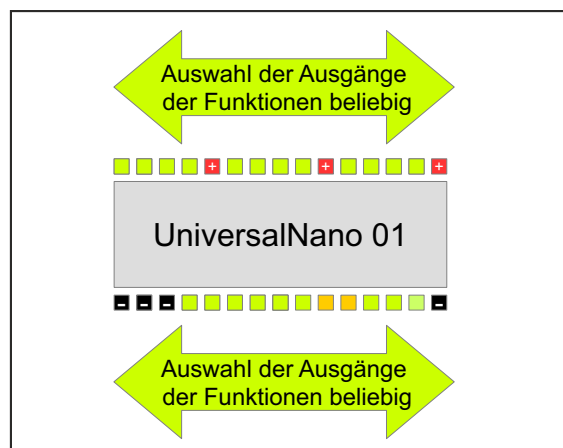 Auswahl der Ausgänge
der Funktionen beliebig
+ + +
UniversalNano 01
- - - -
Auswahl der Ausgänge
der Funktionen beliebig